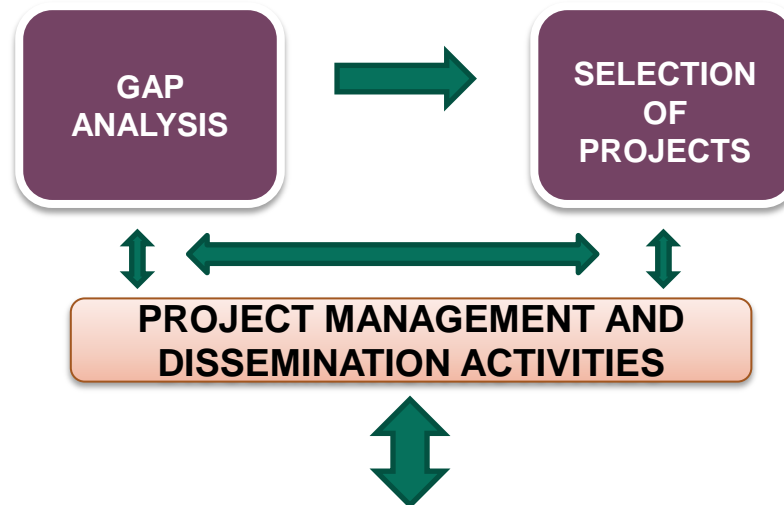 GAP
ANALYSIS
SELECTION
OF
PROJECTS
PROJECT MANAGEMENT AND
DISSEMINATION ACTIVITIES